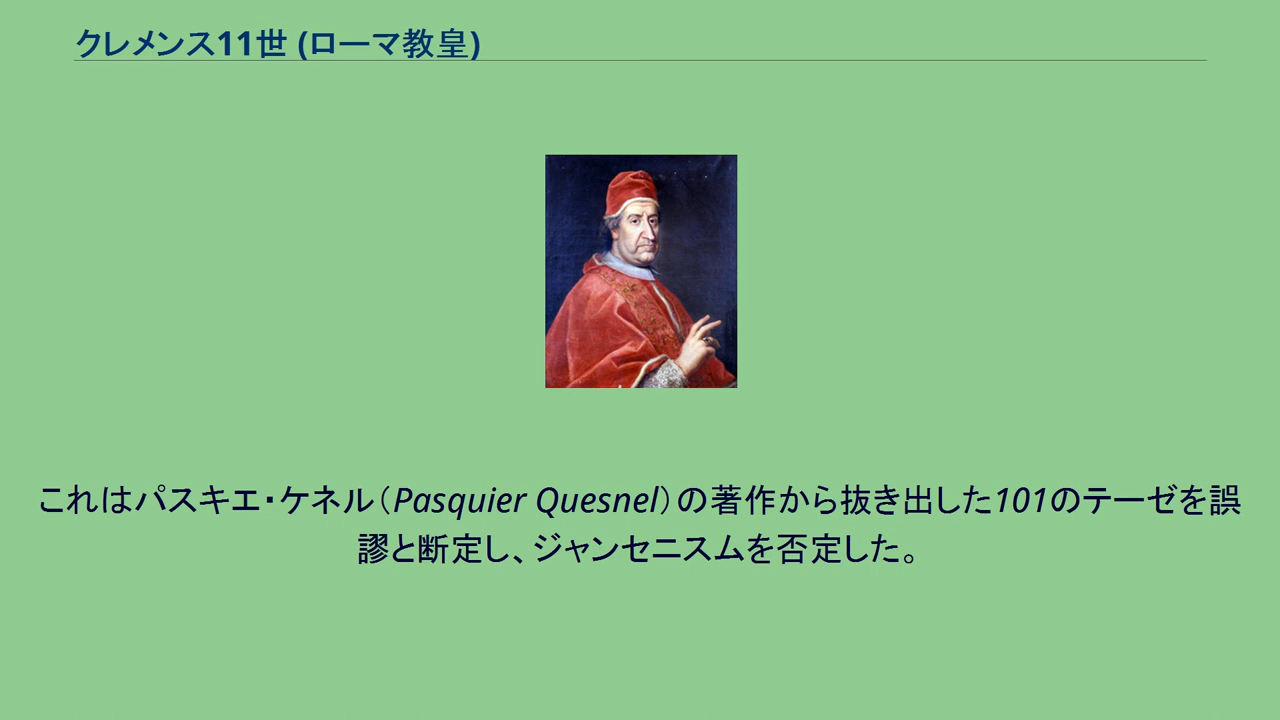 クレメンス11世 (ローマ教皇)
これはパスキエ・ケネル（Pasquier Quesnel）の著作から抜き出した101のテーゼを誤
謬と断定し、ジャンセニスムを否定した。